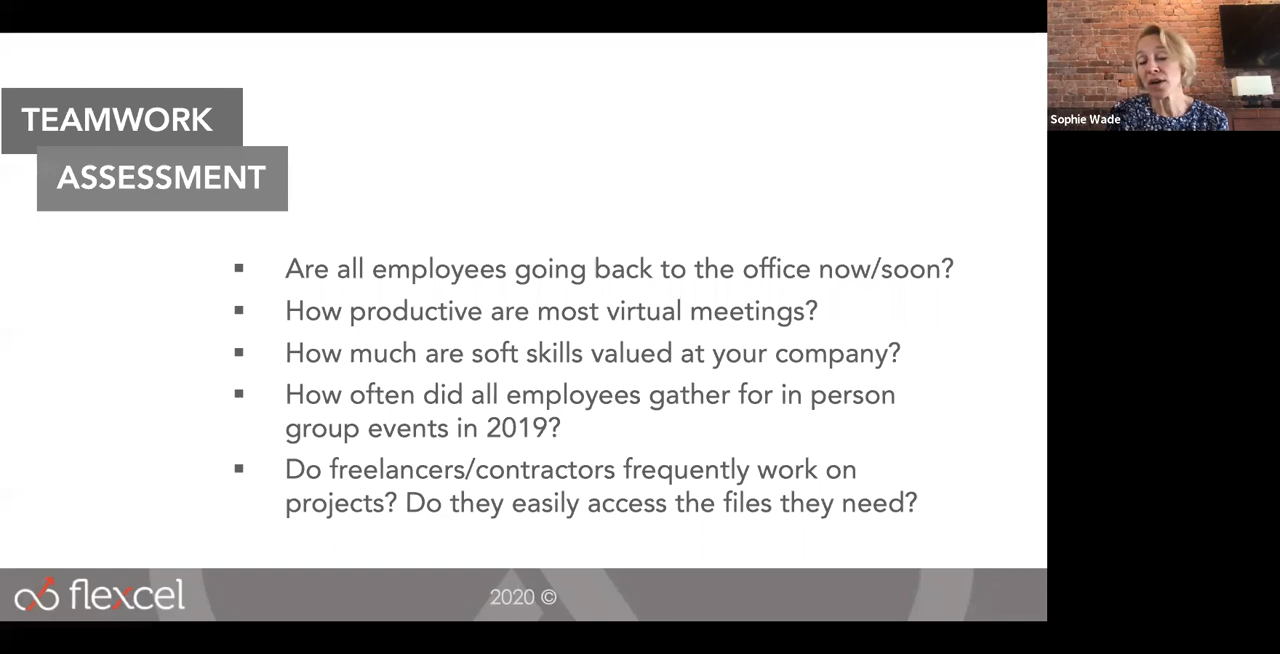 TEAMWORK
ASSESSMENT
Sophie Wade
▪ Are all employees going back to the office now/soon?
▪ How productive are most virtual meetings?
▪ How much are soft skills valued at your company?
▪ How often did all employees gather for in person
group events in 2019?
▪ Do freelancers/contractors frequently work on
projects? Do they easily access the files they need?
flexcel
2020 ©